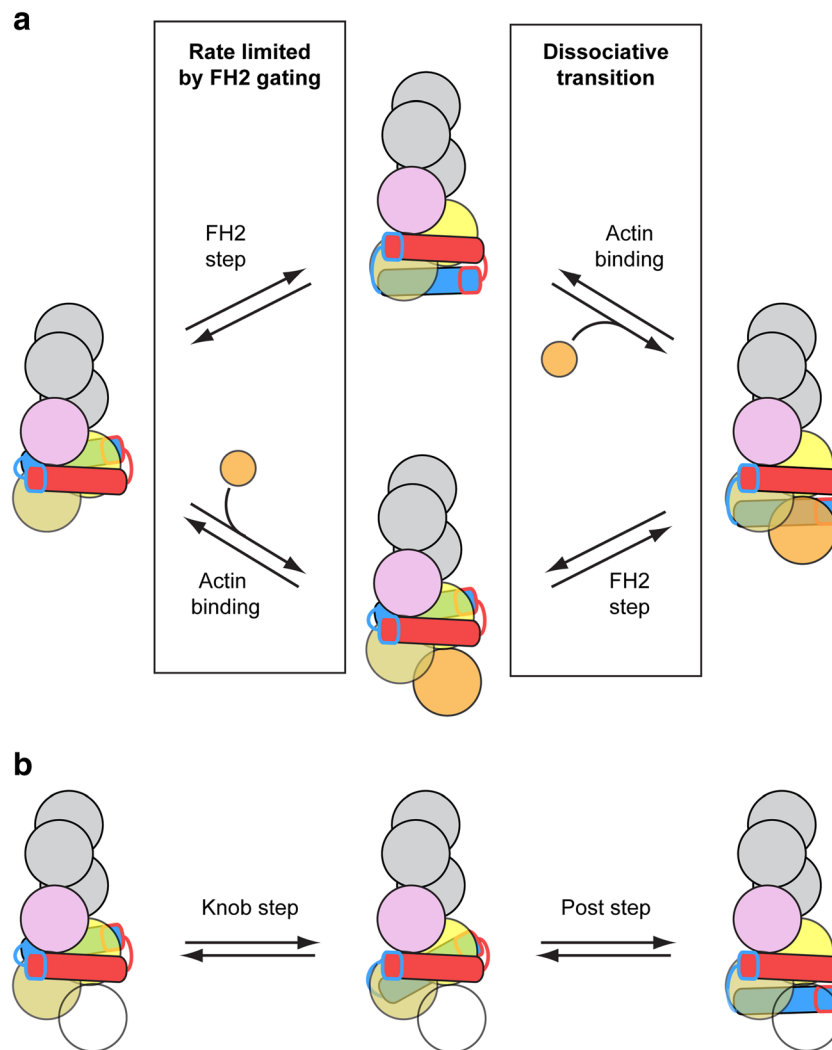 a
Rate limited
by FH2 gating
Dissociative
transition
FH2
step
Actin
binding
Actin
binding
FH2
step
b
Knob step
Post step